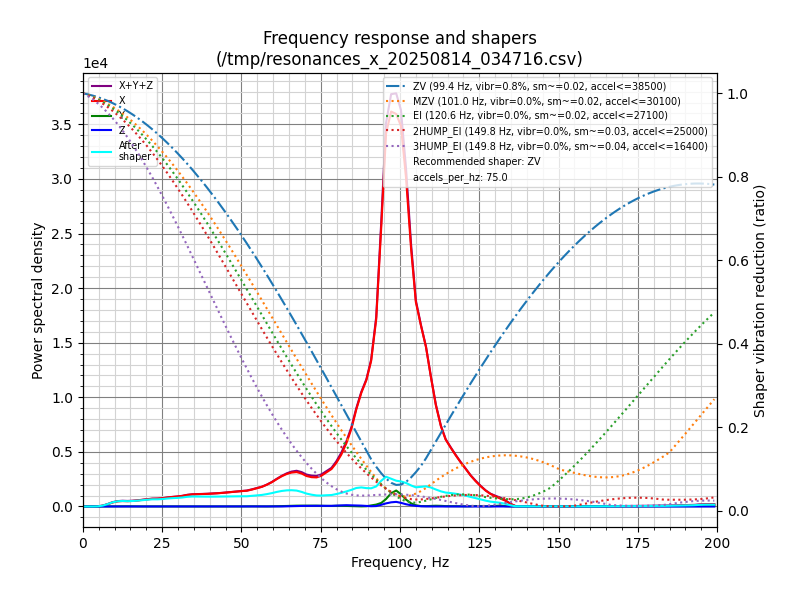 Frequency response and shapers
(/tmp/resonances_x_20250814_034716.csv)
1e4
X+Y+Z
X
Y
Z
After
shaper
ZV (99.4 Hz, vibr=0.8%, sm~=0.02, accel<=38500)
MZV (101.0 Hz, vibr=0.0%, sm~=0.02, accel<=30100)
EI (120.6 Hz, vibr=0.0%, sm~=0.02, accel<=27100)
2HUMP_EI (149.8 Hz, vibr=0.0%, sm~=0.03, accel<=25000)
3HUMP_EI (149.8 Hz, vibr=0.0%, sm~=0.04, accel<=16400)
Recommended shaper: ZV
accels_per_hz: 75.0
Power spectral density
3.5
3.0
2.5
2.0
1.5
1.0
0.5
0.0
1.0
0.8
0.6
0.4
0.2
0.0
Shaper vibration reduction (ratio)
0 25 50 75 100 125 150 175 200
Frequency, Hz